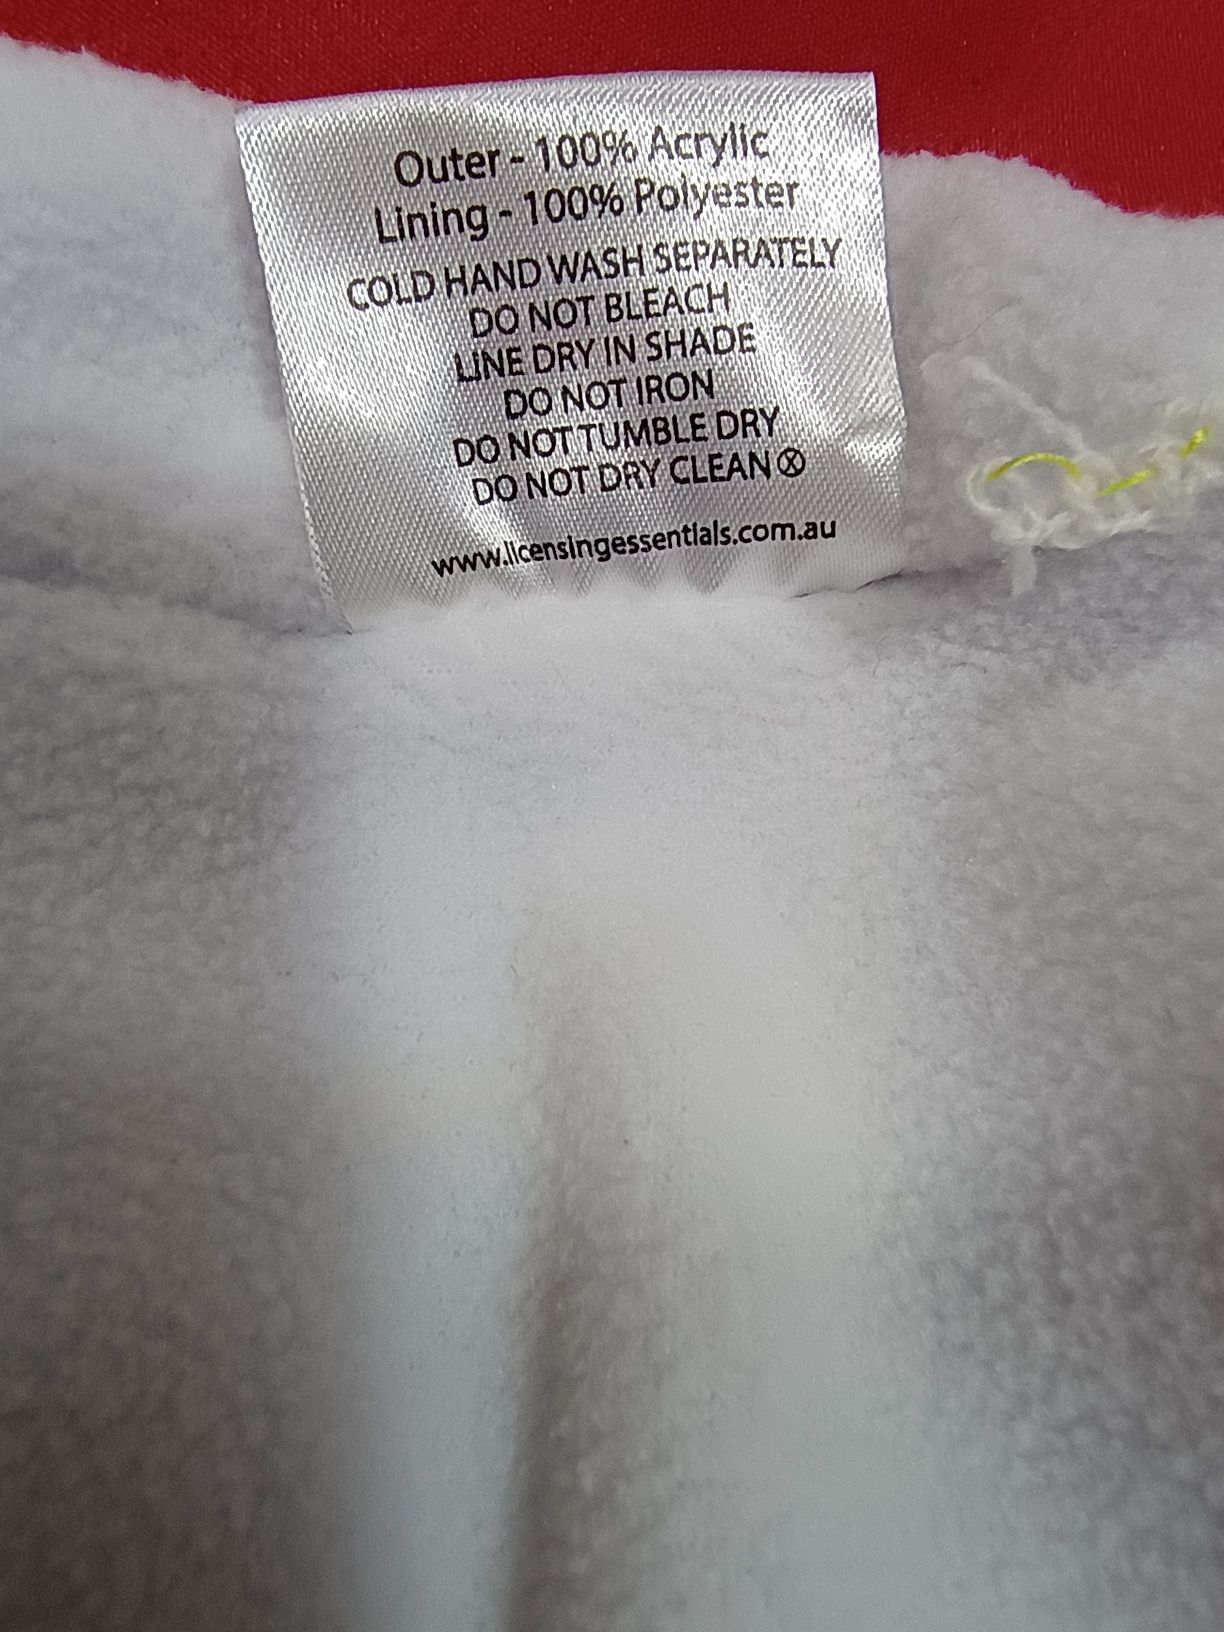 Outer - 100% Acrylic
Lining - 100% Polyester
COLD HAND WASH SEPARATELY
DO NOT BLEACH
LINE DRY IN SHADE
DO NOT IRON
DO NOT TUMBLE DRY
DO NOT DRY CLEAN ⓧ
www.licensingessentials.com.au